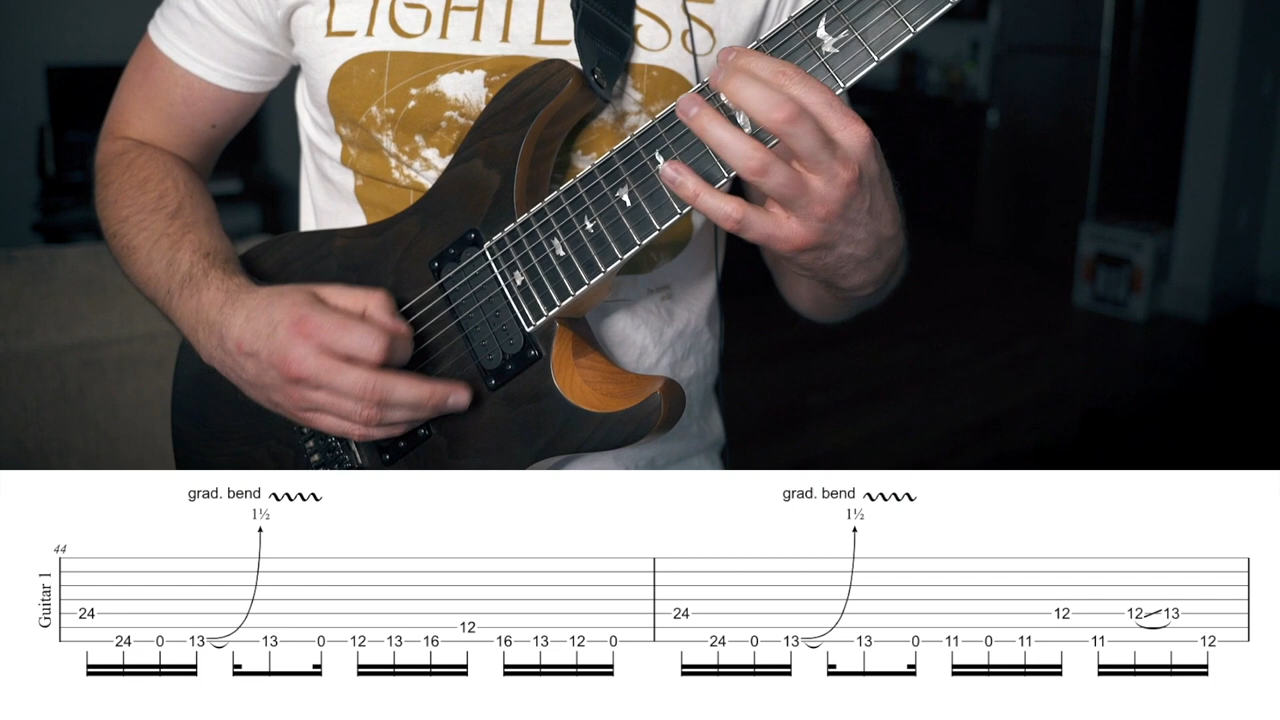 LIGHTLESS
grad. bend
grad. bend
1½
1½
44
Guitar 1
24 12 24 12 12 13
24 0 13 13 0 12 13 16 16 13 12 0 24 0 13 13 0 11 0 11 11 12